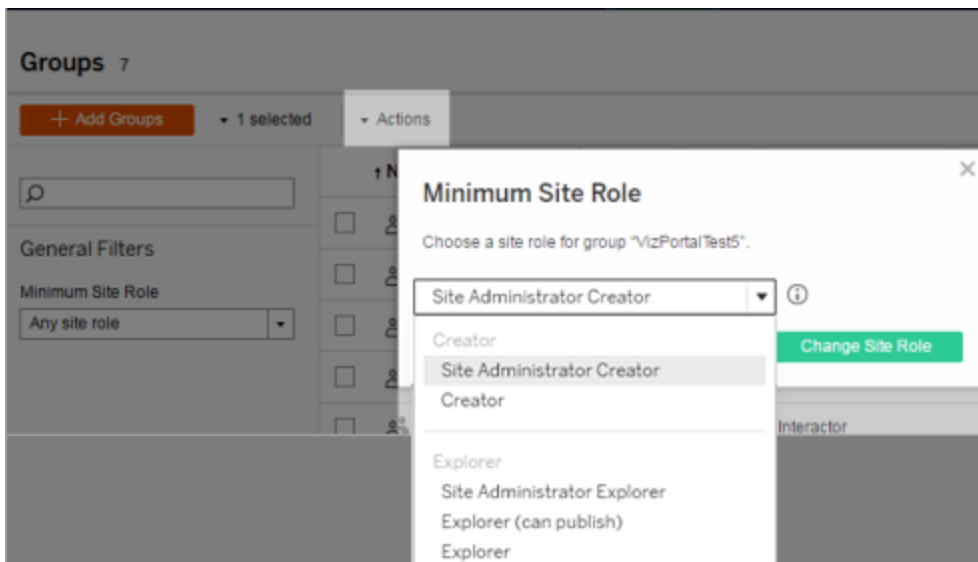 Groups 7
+ Add Groups
1 selected
Actions
↑ N
General Filters
Minimum Site Role
Any site role
Minimum Site Role
Choose a site role for group "VizPortalTest5".
Site Administrator Creator
Change Site Role
Creator
Site Administrator Creator
Creator
Interactor
Explorer
Site Administrator Explorer
Explorer (can publish)
Explorer